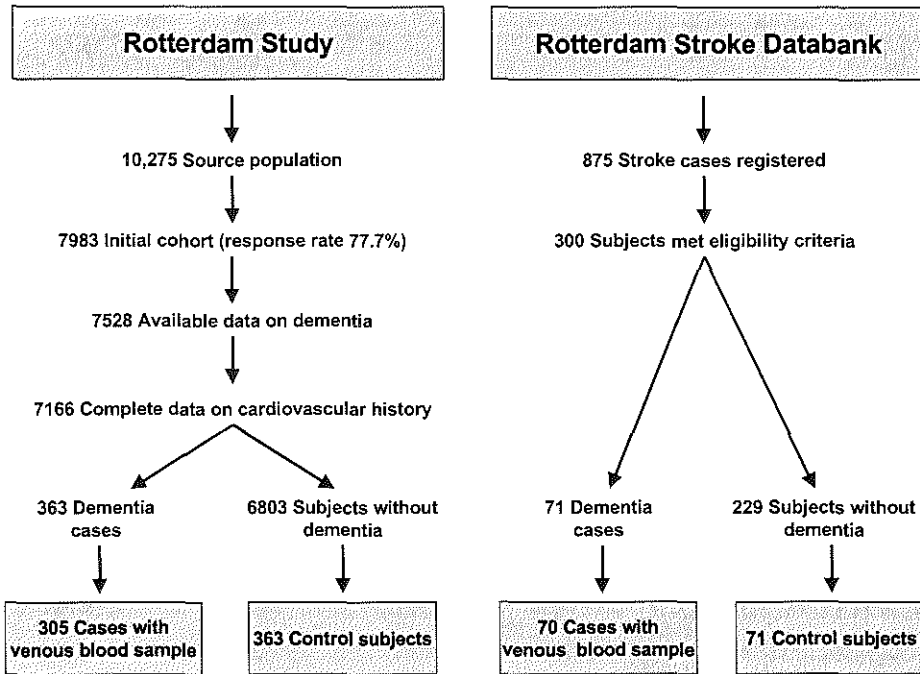 Rotterdam Study
10,275 Source population
7983 Initial cohort (response rate 77.7%)
7528 Available data on dementia
7166 Complete data on cardiovascular history
363 Dementia
cases
6803 Subjects without
dementia
305 Cases with
venous blood sample
363 Control subjects
Rotterdam Stroke Databank
875 Stroke cases registered
300 Subjects met eligibility criteria
71 Dementia
cases
229 Subjects without
dementia
70 Cases with
venous blood sample
71 Control subjects